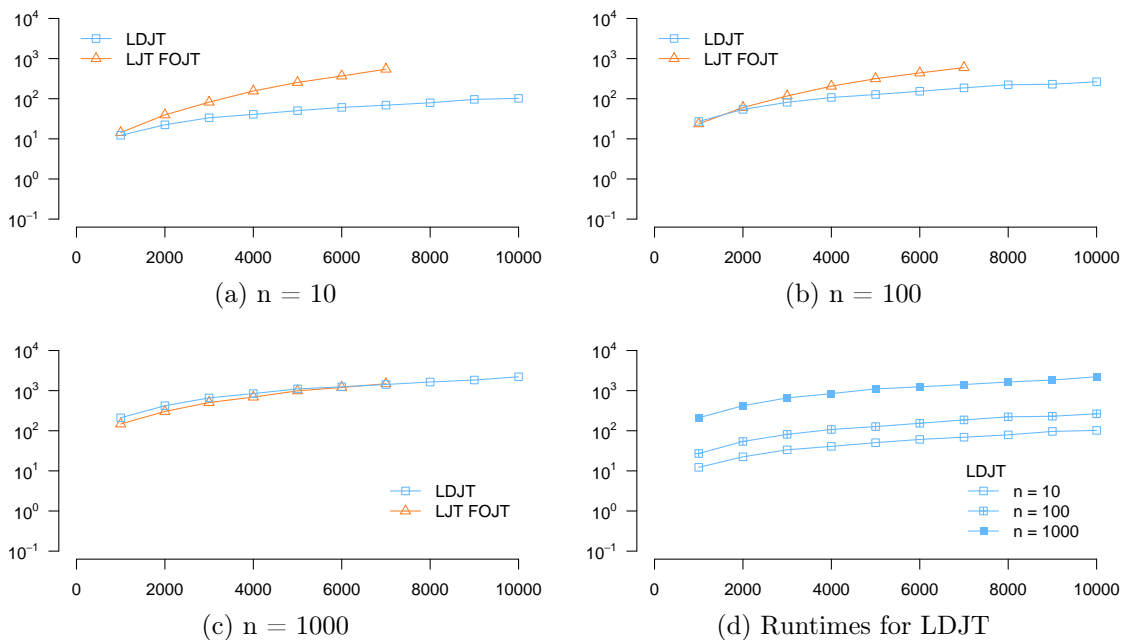 10^4
10^3
10^2
10^1
10^0
10^-1
LDJT
LJT FOJT
0 2000 4000 6000 8000 10000
(a) n = 10
10^4
10^3
10^2
10^1
10^0
10^-1
LDJT
LJT FOJT
0 2000 4000 6000 8000 10000
(b) n = 100
10^4
10^3
10^2
10^1
10^0
10^-1
LDJT
LJT FOJT
0 2000 4000 6000 8000 10000
(c) n = 1000
10^4
10^3
10^2
10^1
10^0
10^-1
LDJT
n = 10
n = 100
n = 1000
0 2000 4000 6000 8000 10000
(d) Runtimes for LDJT